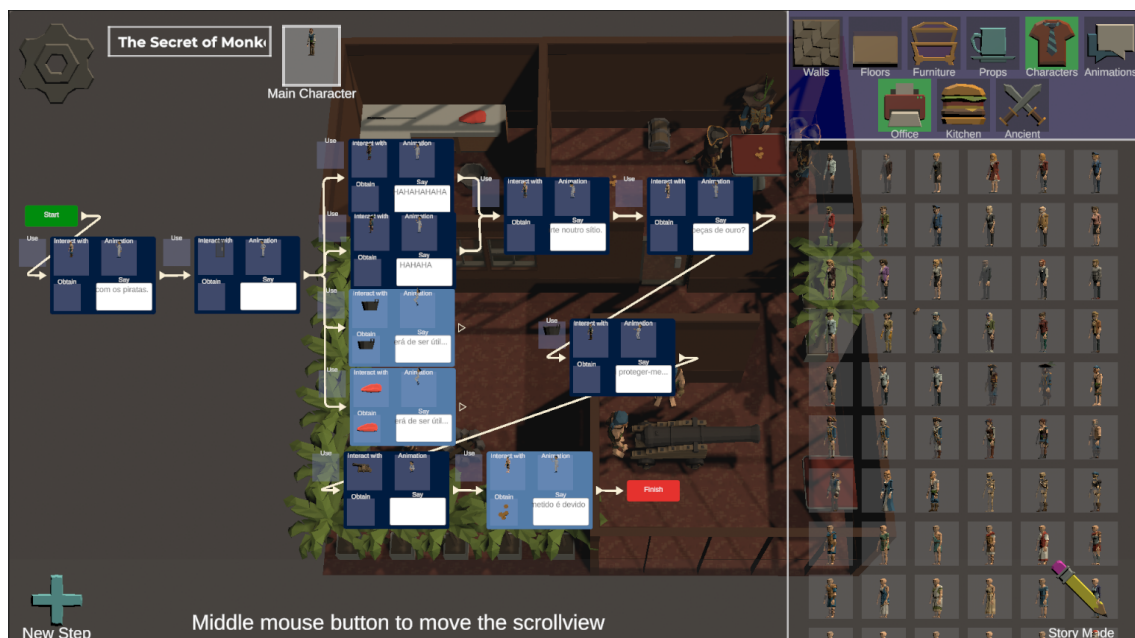 The Secret of Monk
Main Character
Walls
Floors
Furniture
Props
Characters
Animations
Office
Kitchen
Ancient
Start
Use
Interact with
Animation
Obtain
Say
com os piratas.
Use
Interact with
Animation
Obtain
Say
Use
Interact with
Animation
Obtain
Say
HAHAHAHAHA
Use
Interact with
Animation
Obtain
Say
HAHAHA
Use
Interact with
Animation
Obtain
Say
erá de ser útil...
Use
Interact with
Animation
Obtain
Say
erá de ser útil...
Use
Interact with
Animation
Obtain
Say
rte noutro sítio.
Use
Interact with
Animation
Obtain
Say
eças de ouro?
Use
Interact with
Animation
Obtain
Say
proteger-me...
Use
Interact with
Animation
Obtain
Say
Use
Interact with
Animation
Obtain
Say
metido é devido
Finish
New Step
Middle mouse button to move the scrollview
Story Made